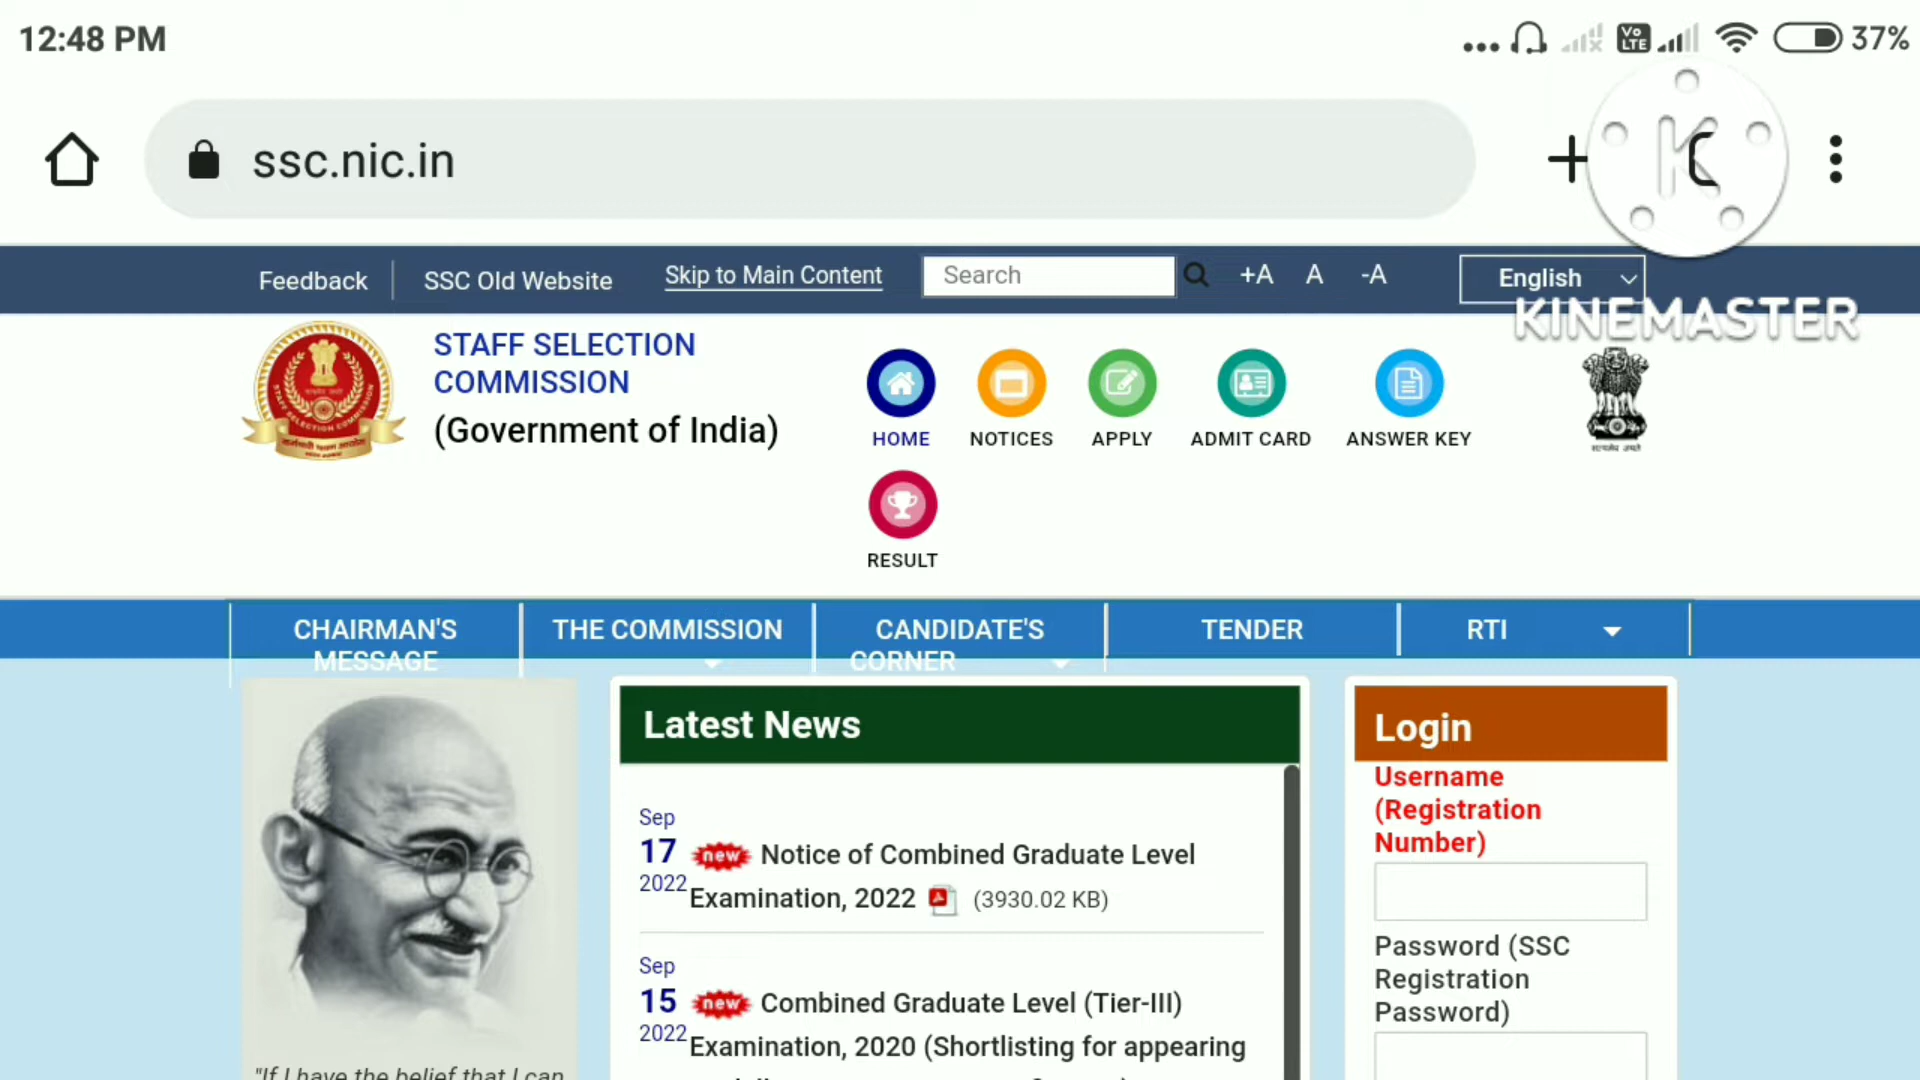 12:48 PM
Vo LTE
37%
ssc.nic.in
Feedback
SSC Old Website
Skip to Main Content
Search
+A A -A
English
KINEMASTER
STAFF SELECTION
COMMISSION
(Government of India)
HOME
NOTICES
APPLY
ADMIT CARD
ANSWER KEY
RESULT
CHAIRMAN'S
MESSAGE
THE COMMISSION
CANDIDATE'S
CORNER
TENDER
RTI
Latest News
Sep
17
2022
new Notice of Combined Graduate Level
Examination, 2022 (3930.02 KB)
Sep
15
2022
new Combined Graduate Level (Tier-III)
Examination, 2020 (Shortlisting for appearing
Login
Username
(Registration
Number)
Password (SSC
Registration
Password)
"If I have the belief that I can